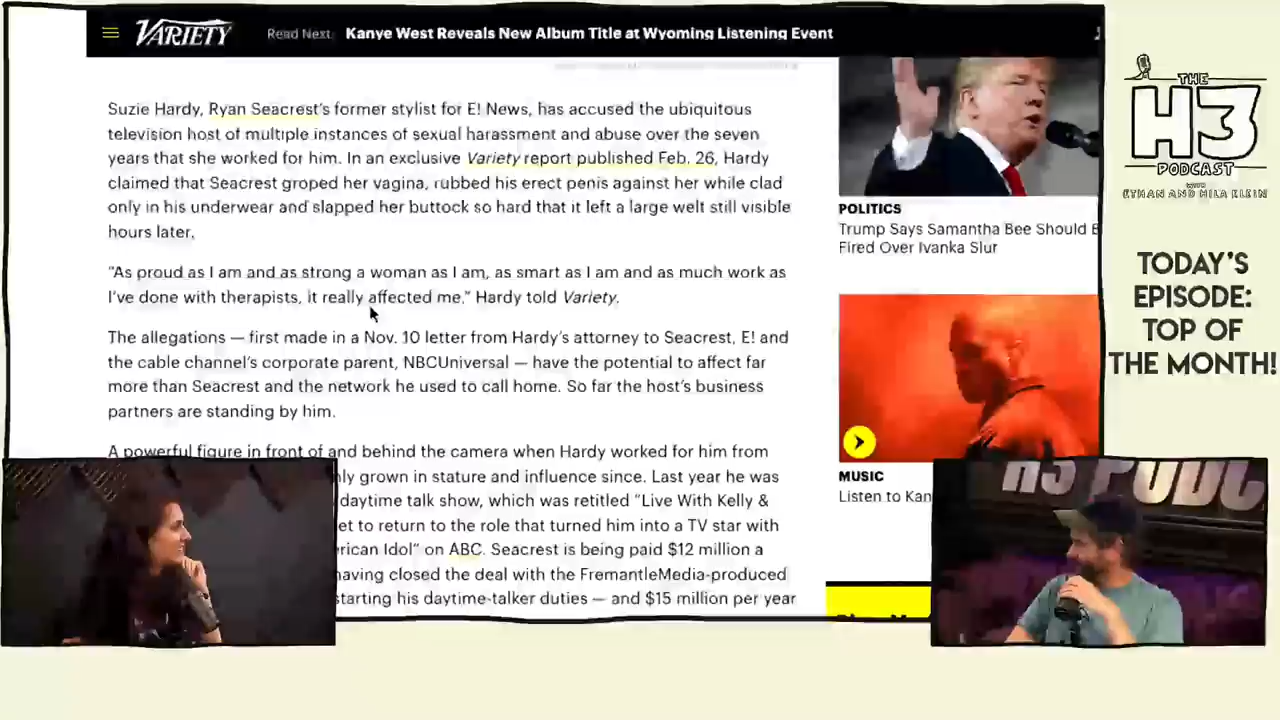 VARIETY
Read Next: Kanye West Reveals New Album Title at Wyoming Listening Event
Suzie Hardy, Ryan Seacrest's former stylist for E! News, has accused the ubiquitous
television host of multiple instances of sexual harassment and abuse over the seven
years that she worked for him. In an exclusive Variety report published Feb. 26, Hardy
claimed that Seacrest groped her vagina, rubbed his erect penis against her while clad
only in his underwear and slapped her buttock so hard that it left a large welt still visible
hours later.
"As proud as I am and as strong a woman as I am, as smart as I am and as much work as
I've done with therapists, it really affected me," Hardy told Variety.
The allegations — first made in a Nov. 10 letter from Hardy's attorney to Seacrest, E! and
the cable channel's corporate parent, NBCUniversal — have the potential to affect far
more than Seacrest and the network he used to call home. So far the host's business
partners are standing by him.
A powerful figure in front of and behind the camera when Hardy worked for him from
nly grown in stature and influence since. Last year he was
daytime talk show, which was retitled "Live With Kelly &
et to return to the role that turned him into a TV star with
erican Idol" on ABC. Seacrest is being paid $12 million a
having closed the deal with the FremantleMedia-produced
starting his daytime-talker duties — and $15 million per year
POLITICS
Trump Says Samantha Bee Should B
Fired Over Ivanka Slur
MUSIC
Listen to Kan
THE
H3
PODCAST
WITH
ETHAN AND HILA KLEIN
TODAY'S
EPISODE:
TOP OF
THE MONTH!
H3 PODC